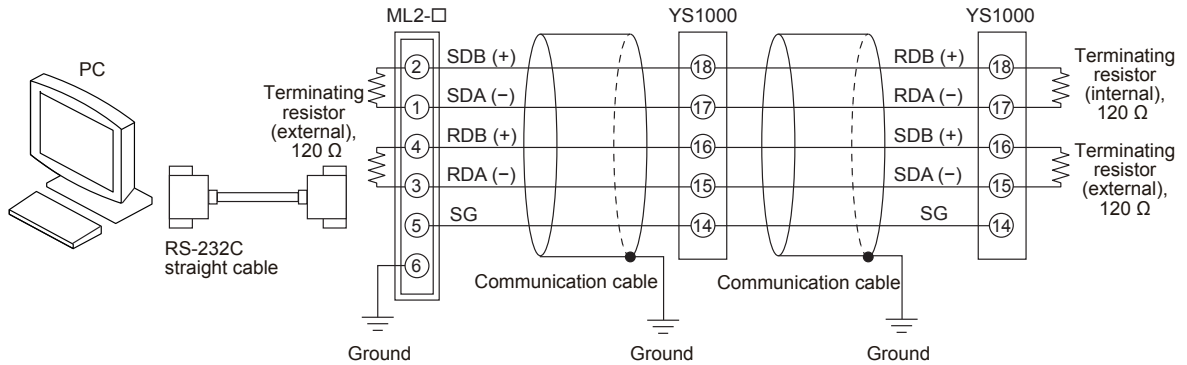 ML2-□
YS1000
YS1000
PC
Terminating
resistor
(external),
120 Ω
RS-232C
straight cable
2
1
4
3
5
6
SDB (+)
SDA (−)
RDB (+)
RDA (−)
SG
18
17
16
15
14
RDB (+)
RDA (−)
SDB (+)
SDA (−)
SG
18
17
16
15
14
Terminating
resistor
(internal),
120 Ω
Terminating
resistor
(external),
120 Ω
Communication cable
Communication cable
Ground
Ground
Ground